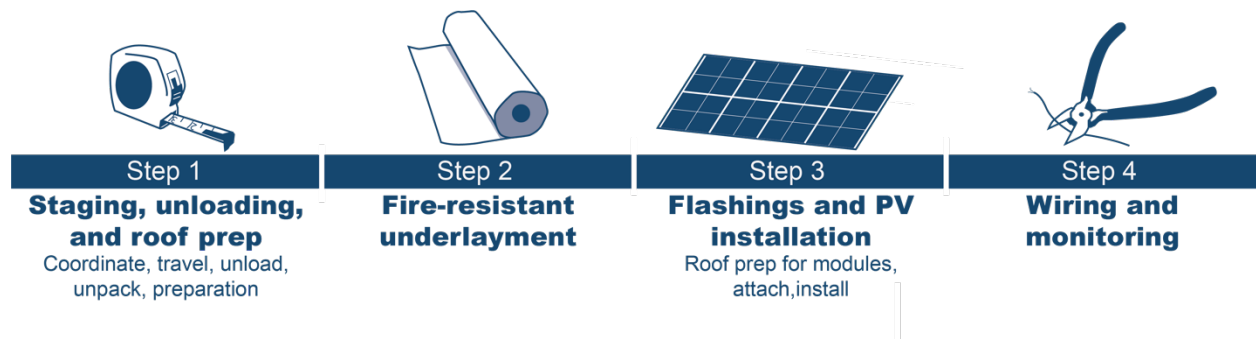 Step 1
Staging, unloading,
and roof prep
Coordinate, travel, unload,
unpack, preparation
Step 2
Fire-resistant
underlayment
Step 3
Flashings and PV
installation
Roof prep for modules,
attach,install
Step 4
Wiring and
monitoring